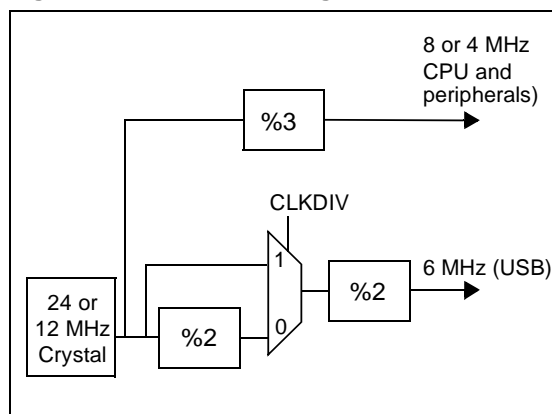 8 or 4 MHz
CPU and
peripherals)
%3
CLKDIV
1
6 MHz (USB)
%2
24 or
12 MHz
Crystal
%2
0